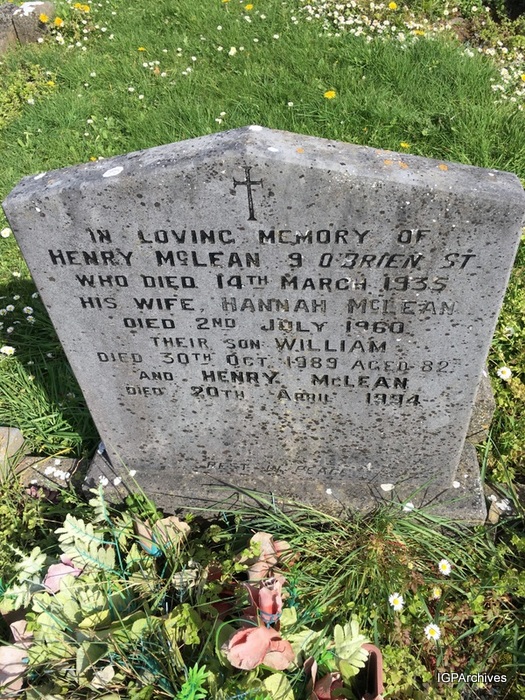 IN LOVING MEMORY OF
HENRY McLEAN 9 O'BRIEN ST
WHO DIED 14TH MARCH 1935
HIS WIFE, HANNAH McLEAN
DIED 2ND JULY 1960
THEIR SON WILLIAM
DIED 30TH OCT. 1989 AGED 82
AND HENRY McLEAN
DIED 20TH APRIL 1994
REST IN PEACE
IGPArchives